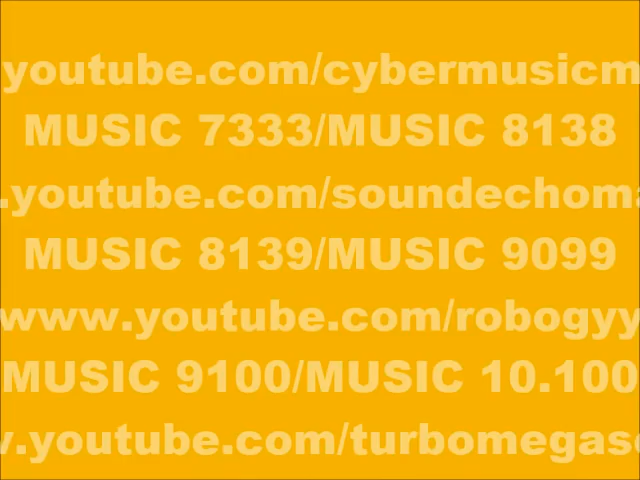 youtube.com/cybermusicm
MUSIC 7333/MUSIC 8138
.youtube.com/soundechoma
MUSIC 8139/MUSIC 9099
www.youtube.com/robogyy
MUSIC 9100/MUSIC 10.100
.youtube.com/turbomegas